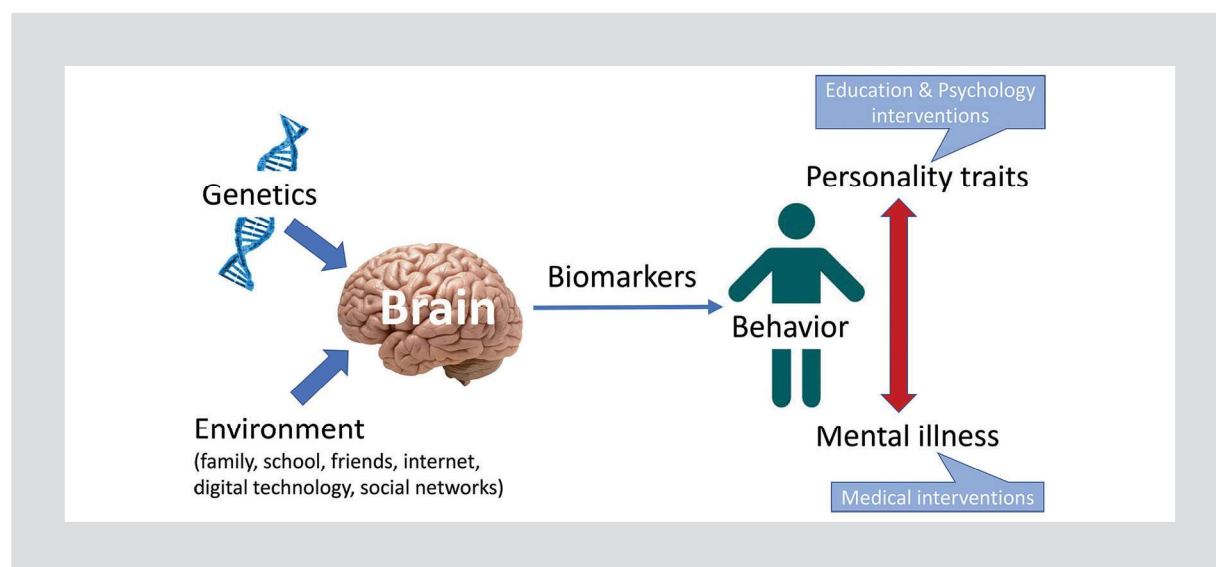 Education & Psychology
interventions
Personality traits
Genetics
Biomarkers
Brain
Behavior
Environment
(family, school, friends, internet,
digital technology, social networks)
Mental illness
Medical interventions